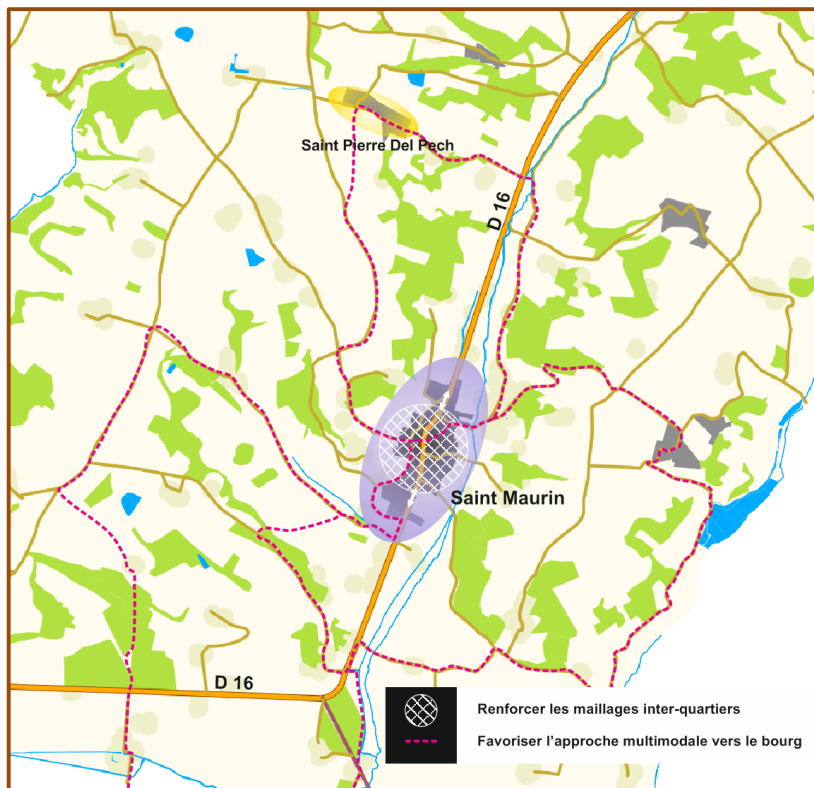 Saint Pierre Del Pech
D 16
Saint Maurin
D 16
Renforcer les maillages inter-quartiers
Favoriser l'approche multimodale vers le bourg